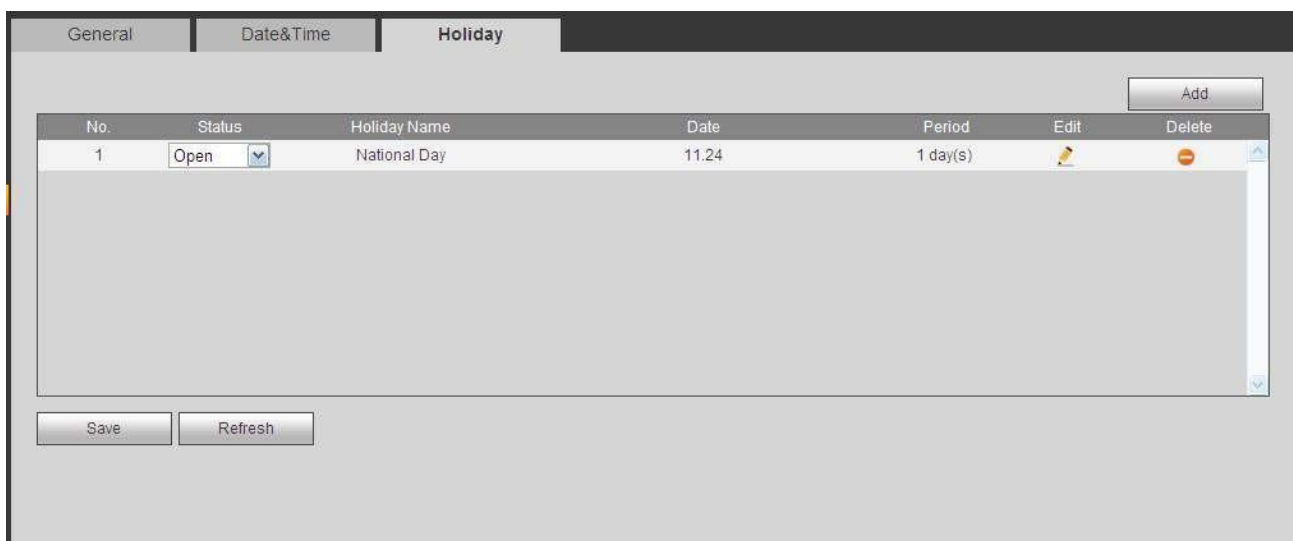 General Date&Time Holiday
Add
No. Status Holiday Name Date Period Edit Delete
1 Open National Day 11.24 1 day(s)
Save Refresh